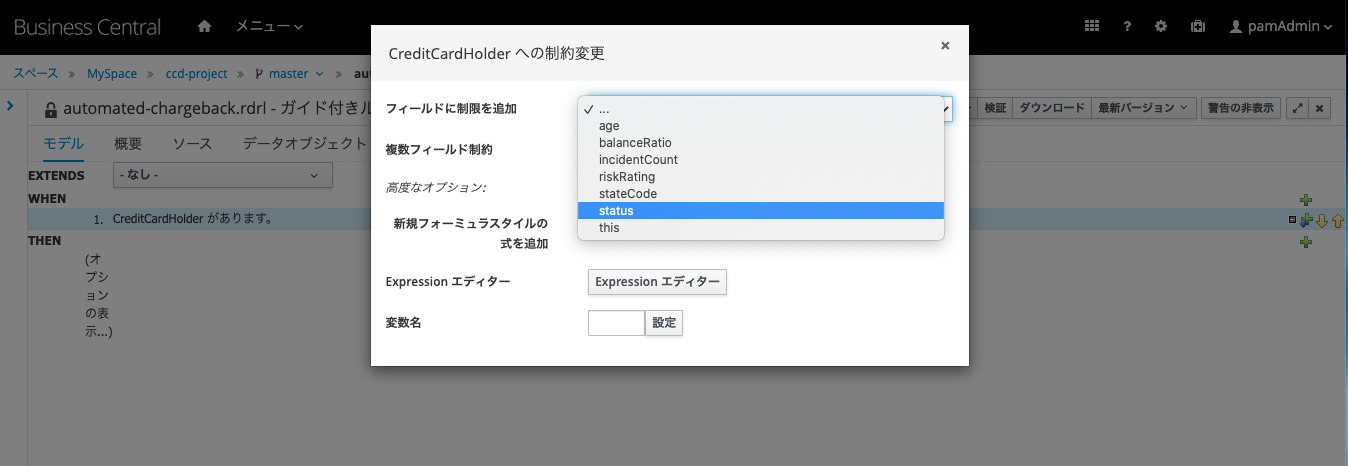 Business Central
メニュー
?
pamAdmin
スペース » MySpace » ccd-project » master » au
automated-chargeback.rdrl - ガイド付きル
検証
ダウンロード
最新バージョン
警告の非表示
モデル
概要
ソース
データオブジェクト
EXTENDS
- なし -
WHEN
1. CreditCardHolder があります。
THEN
(オ
プシ
ョン
の表
示...)
CreditCardHolder への制約変更
×
フィールドに制限を追加
✓ ...
age
balanceRatio
incidentCount
riskRating
stateCode
status
this
複数フィールド制約
高度なオプション:
新規フォーミュラスタイルの
式を追加
Expression エディター
Expression エディター
変数名
設定